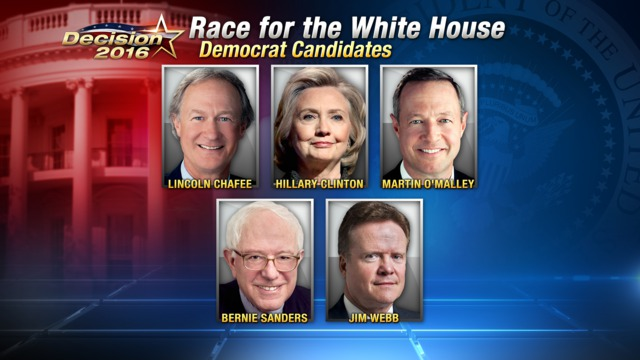 Decision
2016
Race for the White House
Democrat Candidates
LINCOLN CHAFEE
HILLARY CLINTON
MARTIN O'MALLEY
BERNIE SANDERS
JIM WEBB